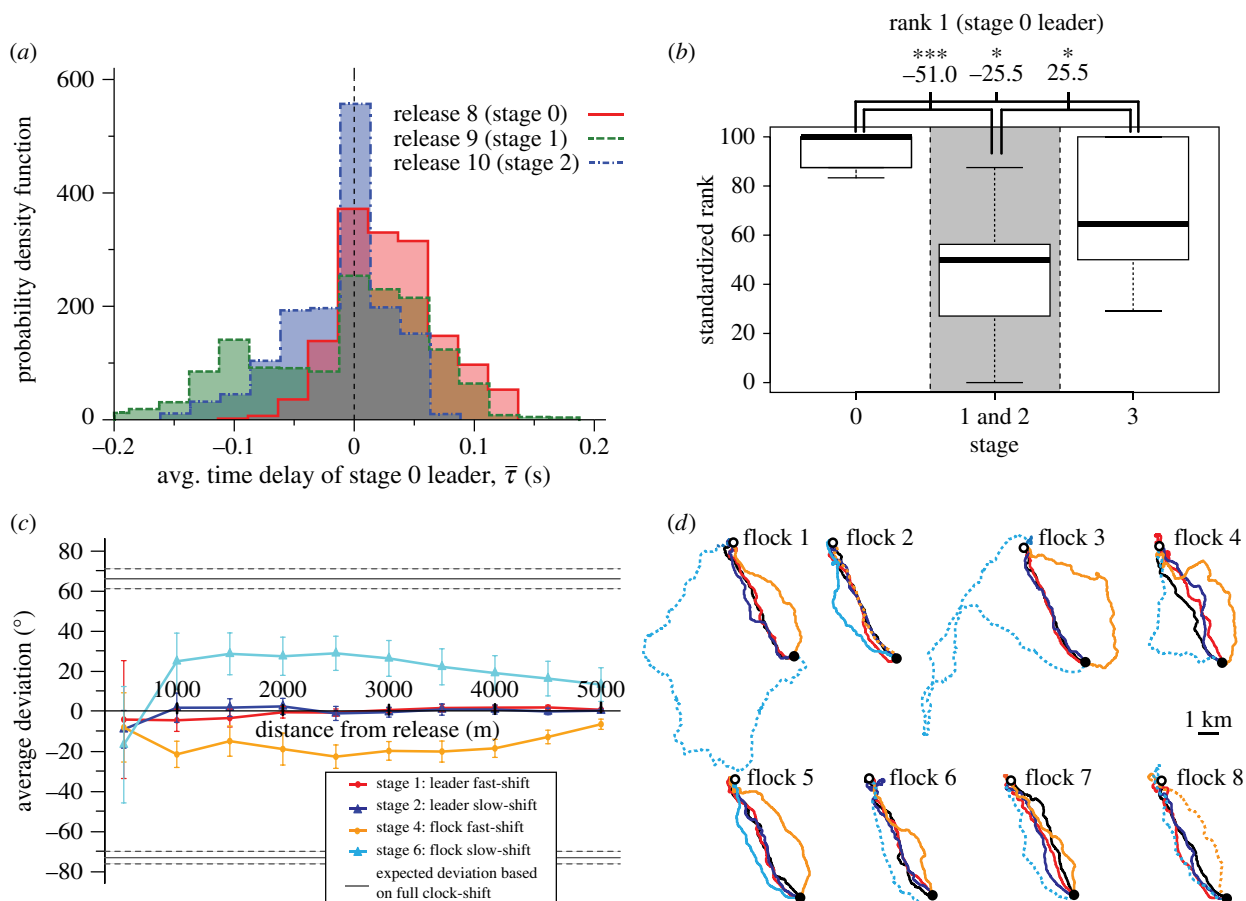 (a)
600
400
200
0
probability density function
release 8 (stage 0)
release 9 (stage 1)
release 10 (stage 2)
−0.2
−0.1
0
0.1
0.2
avg. time delay of stage 0 leader, τ̅ (s)
(b)
rank 1 (stage 0 leader)
*** * *
−51.0 −25.5 25.5
100
80
60
40
20
0
standardized rank
0
1 and 2
3
stage
(c)
80
60
40
20
0
−20
−40
−60
−80
average deviation (°)
1000 2000 3000 4000 5000
distance from release (m)
stage 1: leader fast-shift
stage 2: leader slow-shift
stage 4: flock fast-shift
stage 6: flock slow-shift
expected deviation based
on full clock-shift
(d)
flock 1
flock 2
flock 3
flock 4
1 km
flock 5
flock 6
flock 7
flock 8